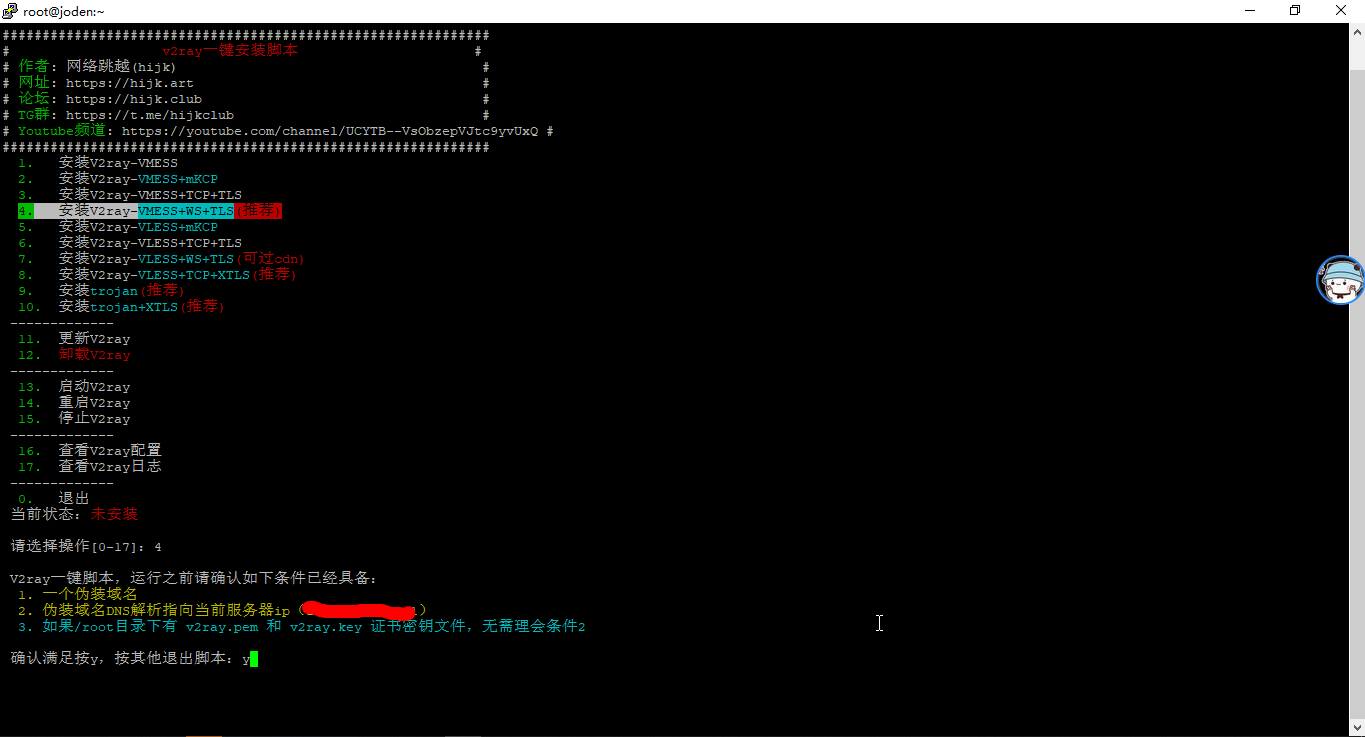 root@joden:~
#############################################################
# v2ray一键安装脚本 #
# 作者: 网络跳越(hijk) #
# 网址: https://hijk.art #
# 论坛: https://hijk.club #
# TG群: https://t.me/hijkclub #
# Youtube频道: https://youtube.com/channel/UCYTB--VsObzepVJtc9yvUxQ #
#############################################################
1. 安装V2ray-VMESS
2. 安装V2ray-VMESS+mKCP
3. 安装V2ray-VMESS+TCP+TLS
4. 安装V2ray-VMESS+WS+TLS(推荐)
5. 安装V2ray-VLESS+mKCP
6. 安装V2ray-VLESS+TCP+TLS
7. 安装V2ray-VLESS+WS+TLS(可过cdn)
8. 安装V2ray-VLESS+TCP+XTLS(推荐)
9. 安装trojan(推荐)
10. 安装trojan+XTLS(推荐)
-------------
11. 更新V2ray
12. 卸载V2ray
-------------
13. 启动V2ray
14. 重启V2ray
15. 停止V2ray
-------------
16. 查看V2ray配置
17. 查看V2ray日志
-------------
0. 退出
当前状态: 未安装
请选择操作[0-17]: 4
V2ray一键脚本，运行之前请确认如下条件已经具备：
1. 一个伪装域名
2. 伪装域名DNS解析指向当前服务器ip（）
3. 如果/root目录下有 v2ray.pem 和 v2ray.key 证书密钥文件，无需理会条件2
确认满足按y，按其他退出脚本：y